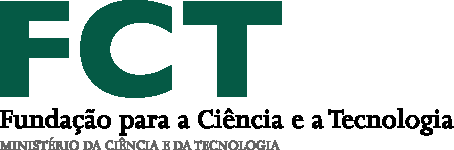 FCT
Fundação para a Ciência e a Tecnologia
MINISTÉRIO DA CIÊNCIA E DA TECNOLOGIA